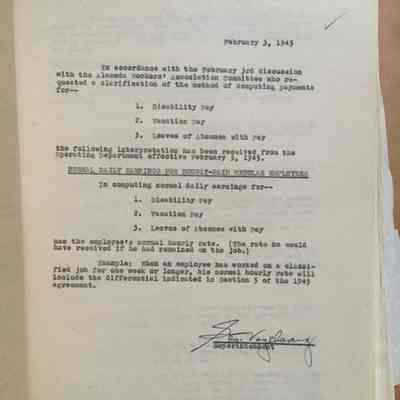 February 3, 1945
In accordance with the February 3rd discussion
with the Alameda Workers' Association Committee who re-
quested a clarification of the method of computing payments
for--
1. Disability Pay
2. Vacation Pay
3. Leaves of Absence with Pay
the following interpretation has been received from the
Operating Department effective February 3, 1945.
NORMAL DAILY EARNINGS FOR HOURLY-PAID REGULAR EMPLOYEES
In computing normal daily earnings for--
1. Disability Pay
2. Vacation Pay
3. Leaves of Absence with Pay
use the employee's normal hourly rate. (The rate he would
have received if he had remained on the job.)
Example: When an employee has worked on a classi-
fied job for one week or longer, his normal hourly rate will
include the differential indicated in Section 5 of the 1945
agreement.
Superintendent